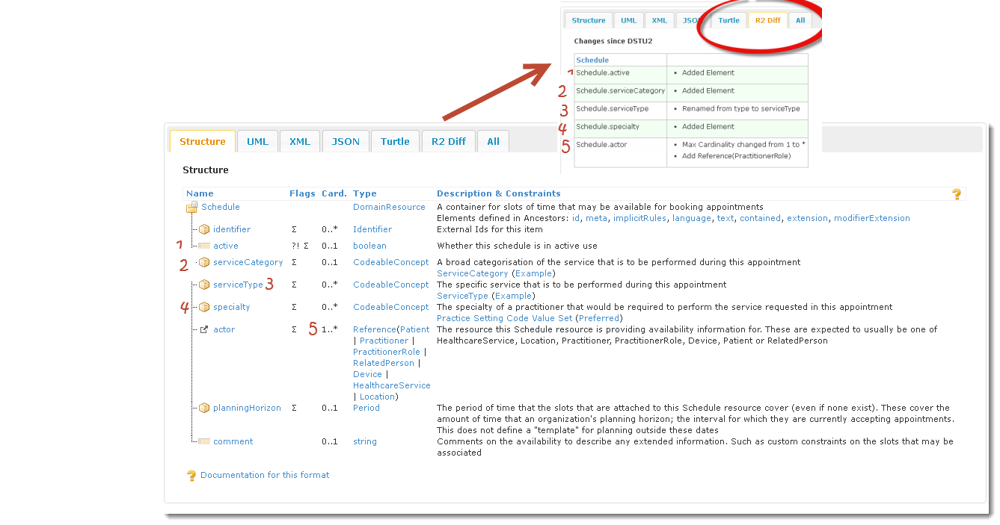 Structure UML XML JSON Turtle R2 Diff All
Changes since DSTU2
Schedule
1 Schedule.active • Added Element
2 Schedule.serviceCategory • Added Element
3 Schedule.serviceType • Renamed from type to serviceType
4 Schedule.specialty • Added Element
5 Schedule.actor • Max Cardinality changed from 1 to *
• Add Reference(PractitionerRole)
Structure UML XML JSON Turtle R2 Diff All
Structure
Name Flags Card. Type Description & Constraints ?
Schedule DomainResource A container for slots of time that may be available for booking appointments
Elements defined in Ancestors: id, meta, implicitRules, language, text, contained, extension, modifierExtension
identifier Σ 0..* Identifier External Ids for this item
1 active ?! Σ 0..1 boolean Whether this schedule is in active use
2 serviceCategory Σ 0..1 CodeableConcept A broad categorisation of the service that is to be performed during this appointment
ServiceCategory (Example)
serviceType 3 Σ 0..* CodeableConcept The specific service that is to be performed during this appointment
ServiceType (Example)
4 specialty Σ 0..* CodeableConcept The specialty of a practitioner that would be required to perform the service requested in this appointment
Practice Setting Code Value Set (Preferred)
actor Σ 5 1..* Reference(Patient The resource this Schedule resource is providing availability information for. These are expected to usually be one of
| Practitioner | HealthcareService, Location, Practitioner, PractitionerRole, Device, Patient or RelatedPerson
PractitionerRole |
RelatedPerson |
Device |
HealthcareService
| Location)
planningHorizon Σ 0..1 Period The period of time that the slots that are attached to this Schedule resource cover (even if none exist). These cover the
amount of time that an organization's planning horizon; the interval for which they are currently accepting appointments.
This does not define a "template" for planning outside these dates
comment 0..1 string Comments on the availability to describe any extended information. Such as custom constraints on the slots that may be
associated
? Documentation for this format